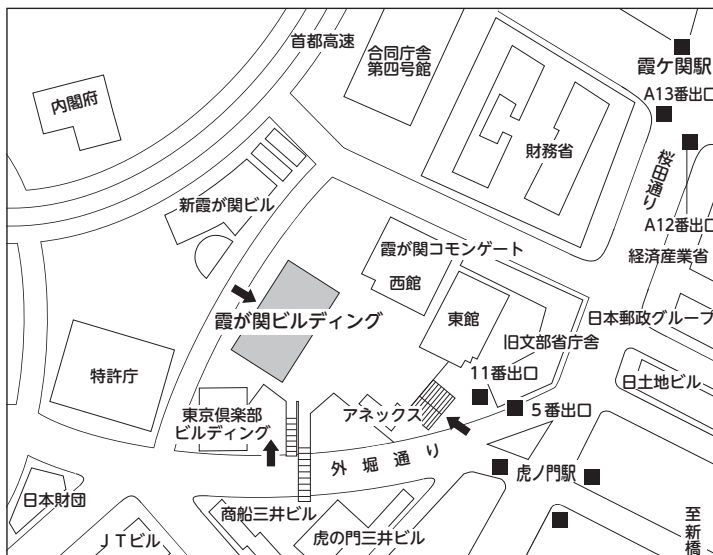 首都高速
合同庁舎
第四号館
霞ケ関駅
A13番出口
内閣府
財務省
桜田通り
新霞が関ビル
A12番出口
霞が関コモンゲート
経済産業省
西館
霞が関ビルディング
東館
日本郵政グループ
旧文部省庁舎
特許庁
11番出口
日土地ビル
東京倶楽部
ビルディング
アネックス
5番出口
外堀通り
虎ノ門駅
日本財団
商船三井ビル
JTビル
虎の門三井ビル
至新橋